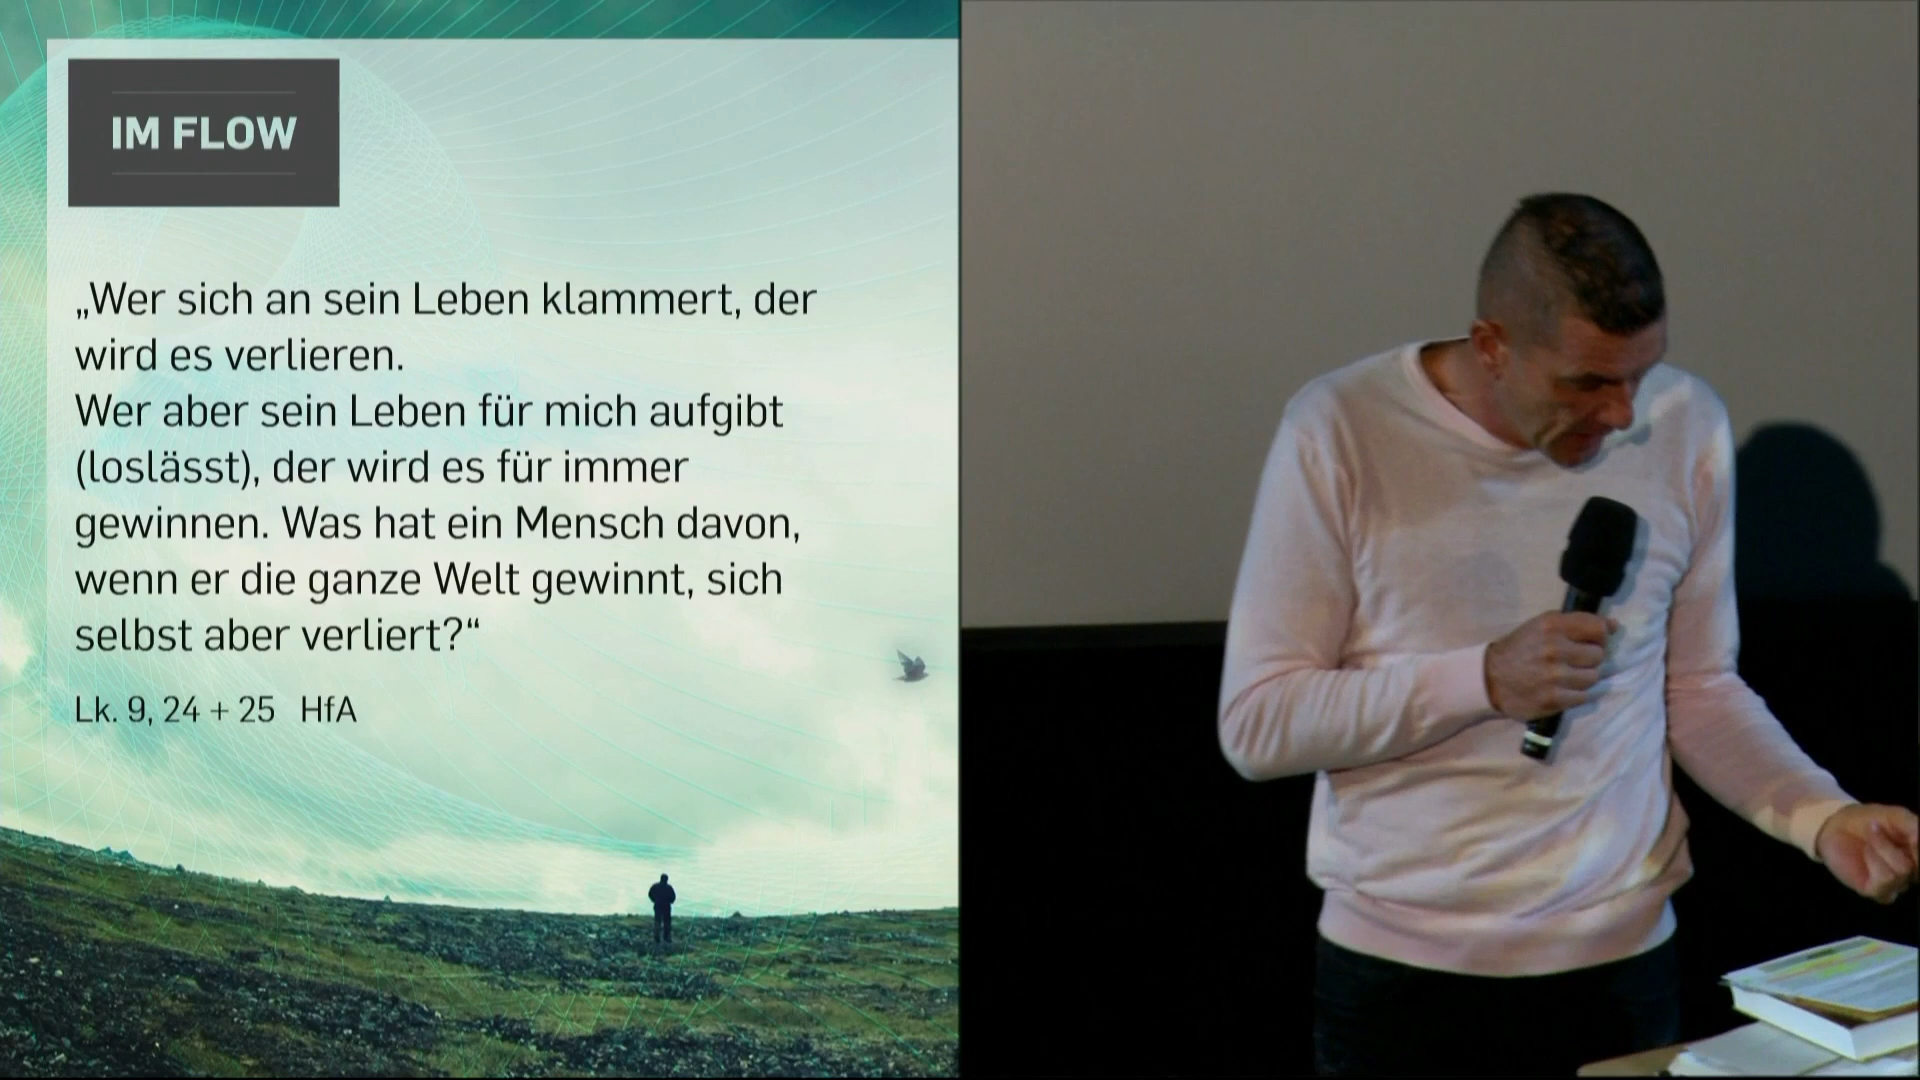 IM FLOW
„Wer sich an sein Leben klammert, der
wird es verlieren.
Wer aber sein Leben für mich aufgibt
(loslässt), der wird es für immer
gewinnen. Was hat ein Mensch davon,
wenn er die ganze Welt gewinnt, sich
selbst aber verliert?“
Lk. 9, 24 + 25 HfA